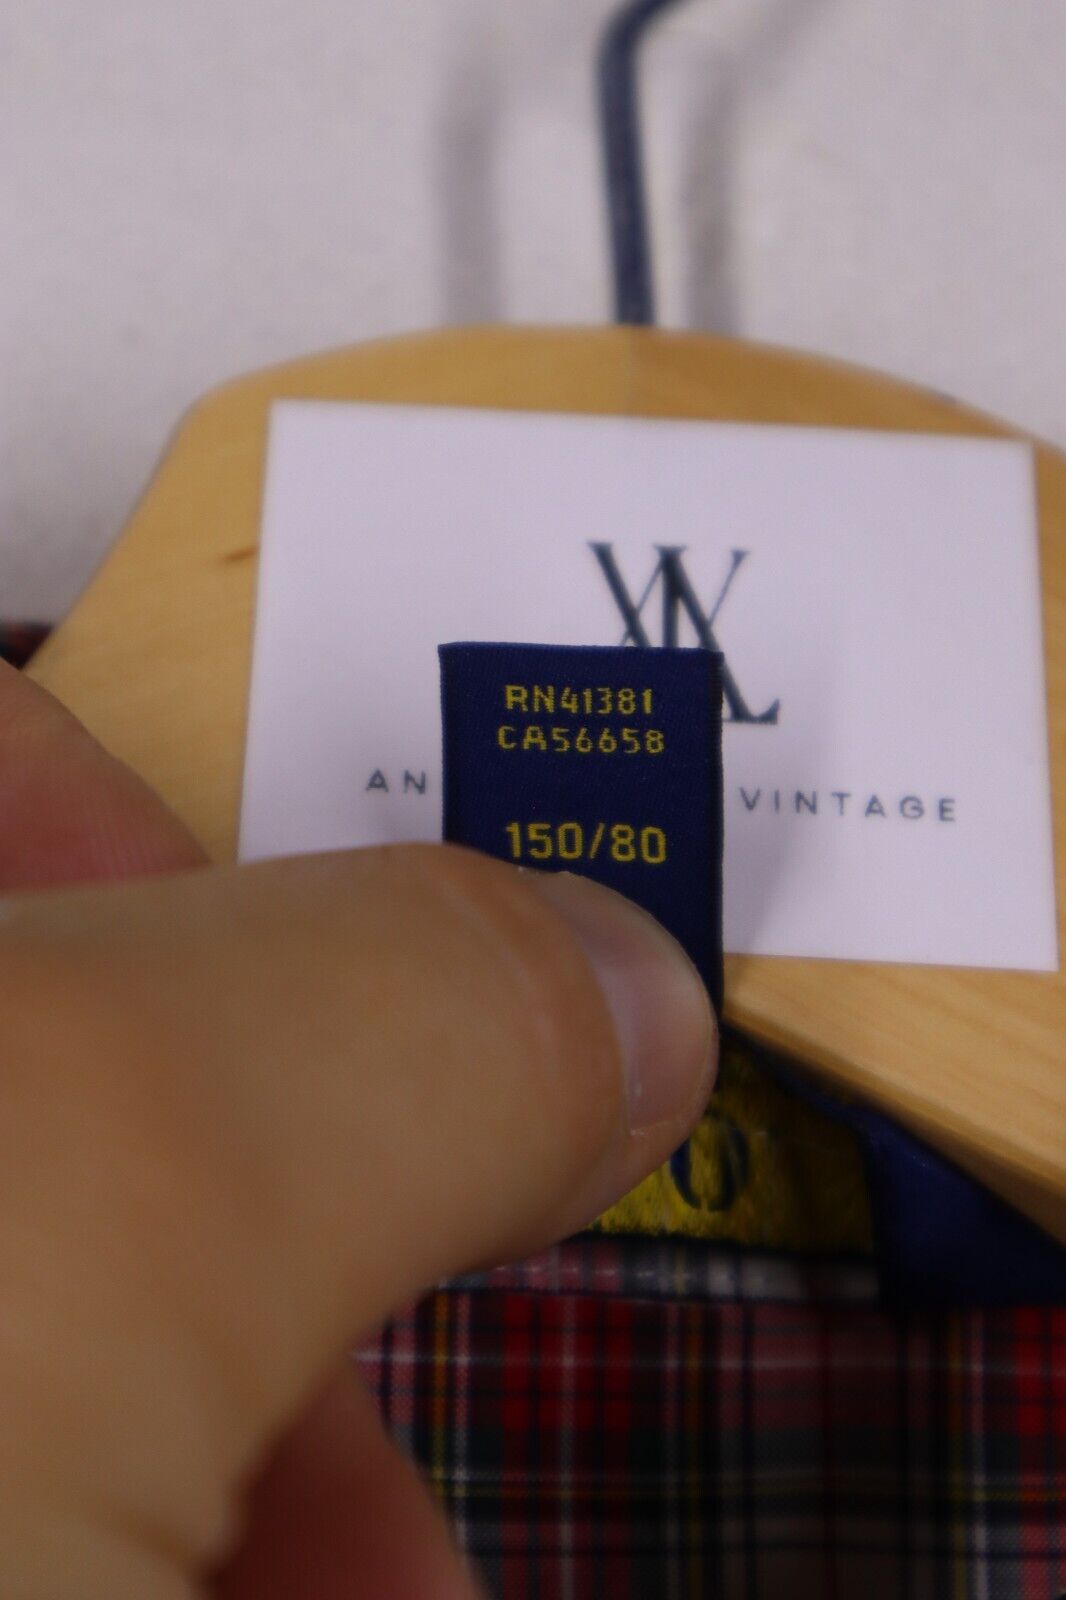 RN41381
CA56658
150/80
AN
VINTAGE